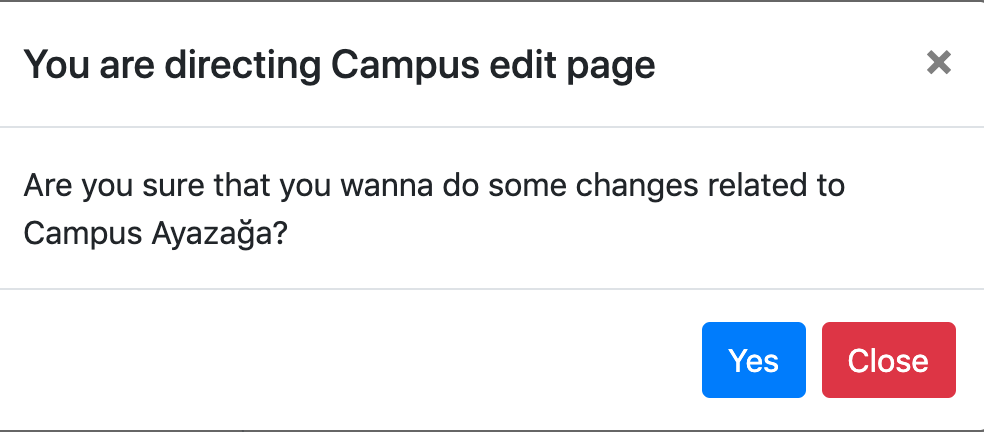 You are directing Campus edit page ×
Are you sure that you wanna do some changes related to
Campus Ayazağa?
Yes Close